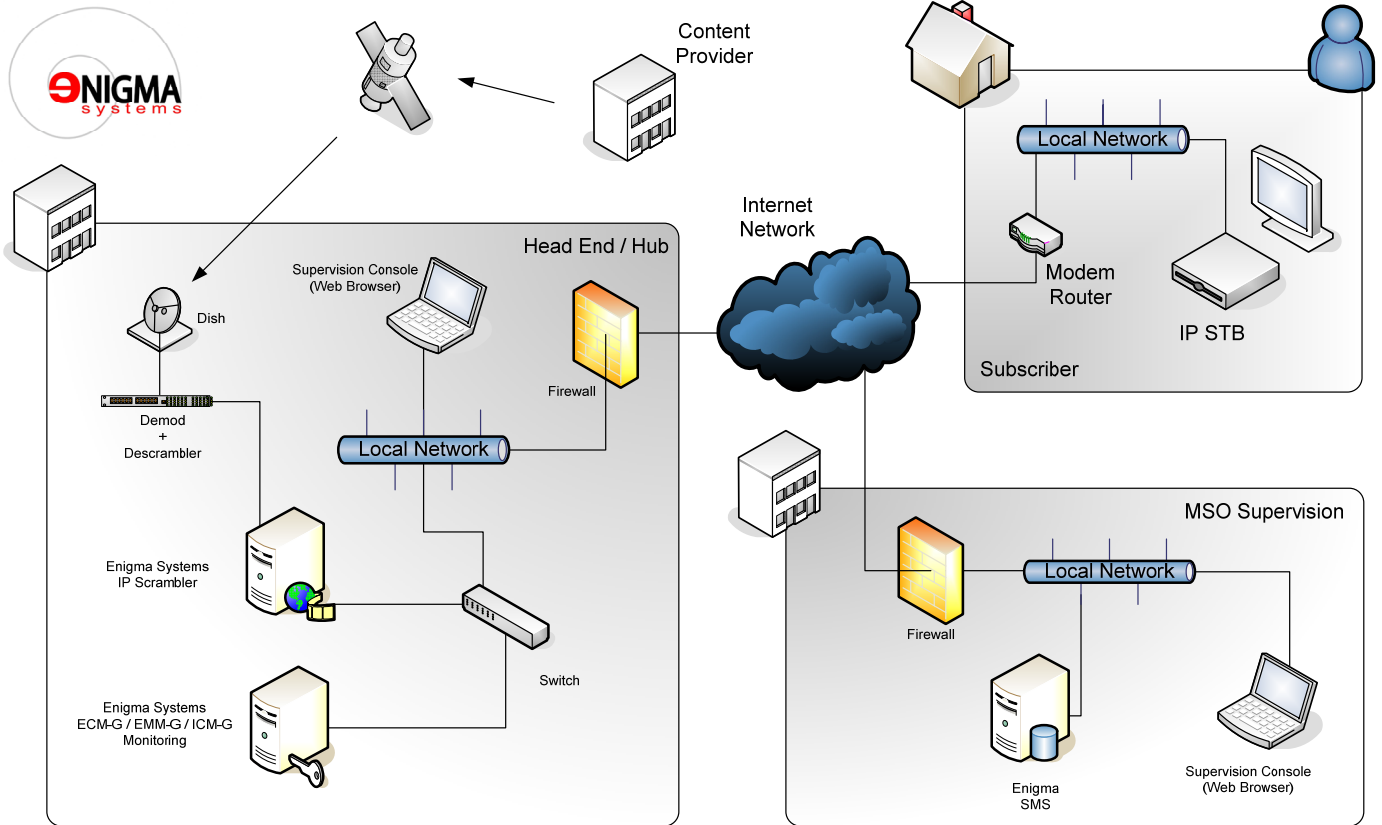 ENIGMA
systems
Content
Provider
Local Network
Modem
Router
IP STB
Subscriber
Internet
Network
Head End / Hub
Supervision Console
(Web Browser)
Dish
Firewall
Demod
+
Descrambler
Local Network
Enigma Systems
IP Scrambler
Switch
Enigma Systems
ECM-G / EMM-G / ICM-G
Monitoring
MSO Supervision
Local Network
Firewall
Enigma
SMS
Supervision Console
(Web Browser)